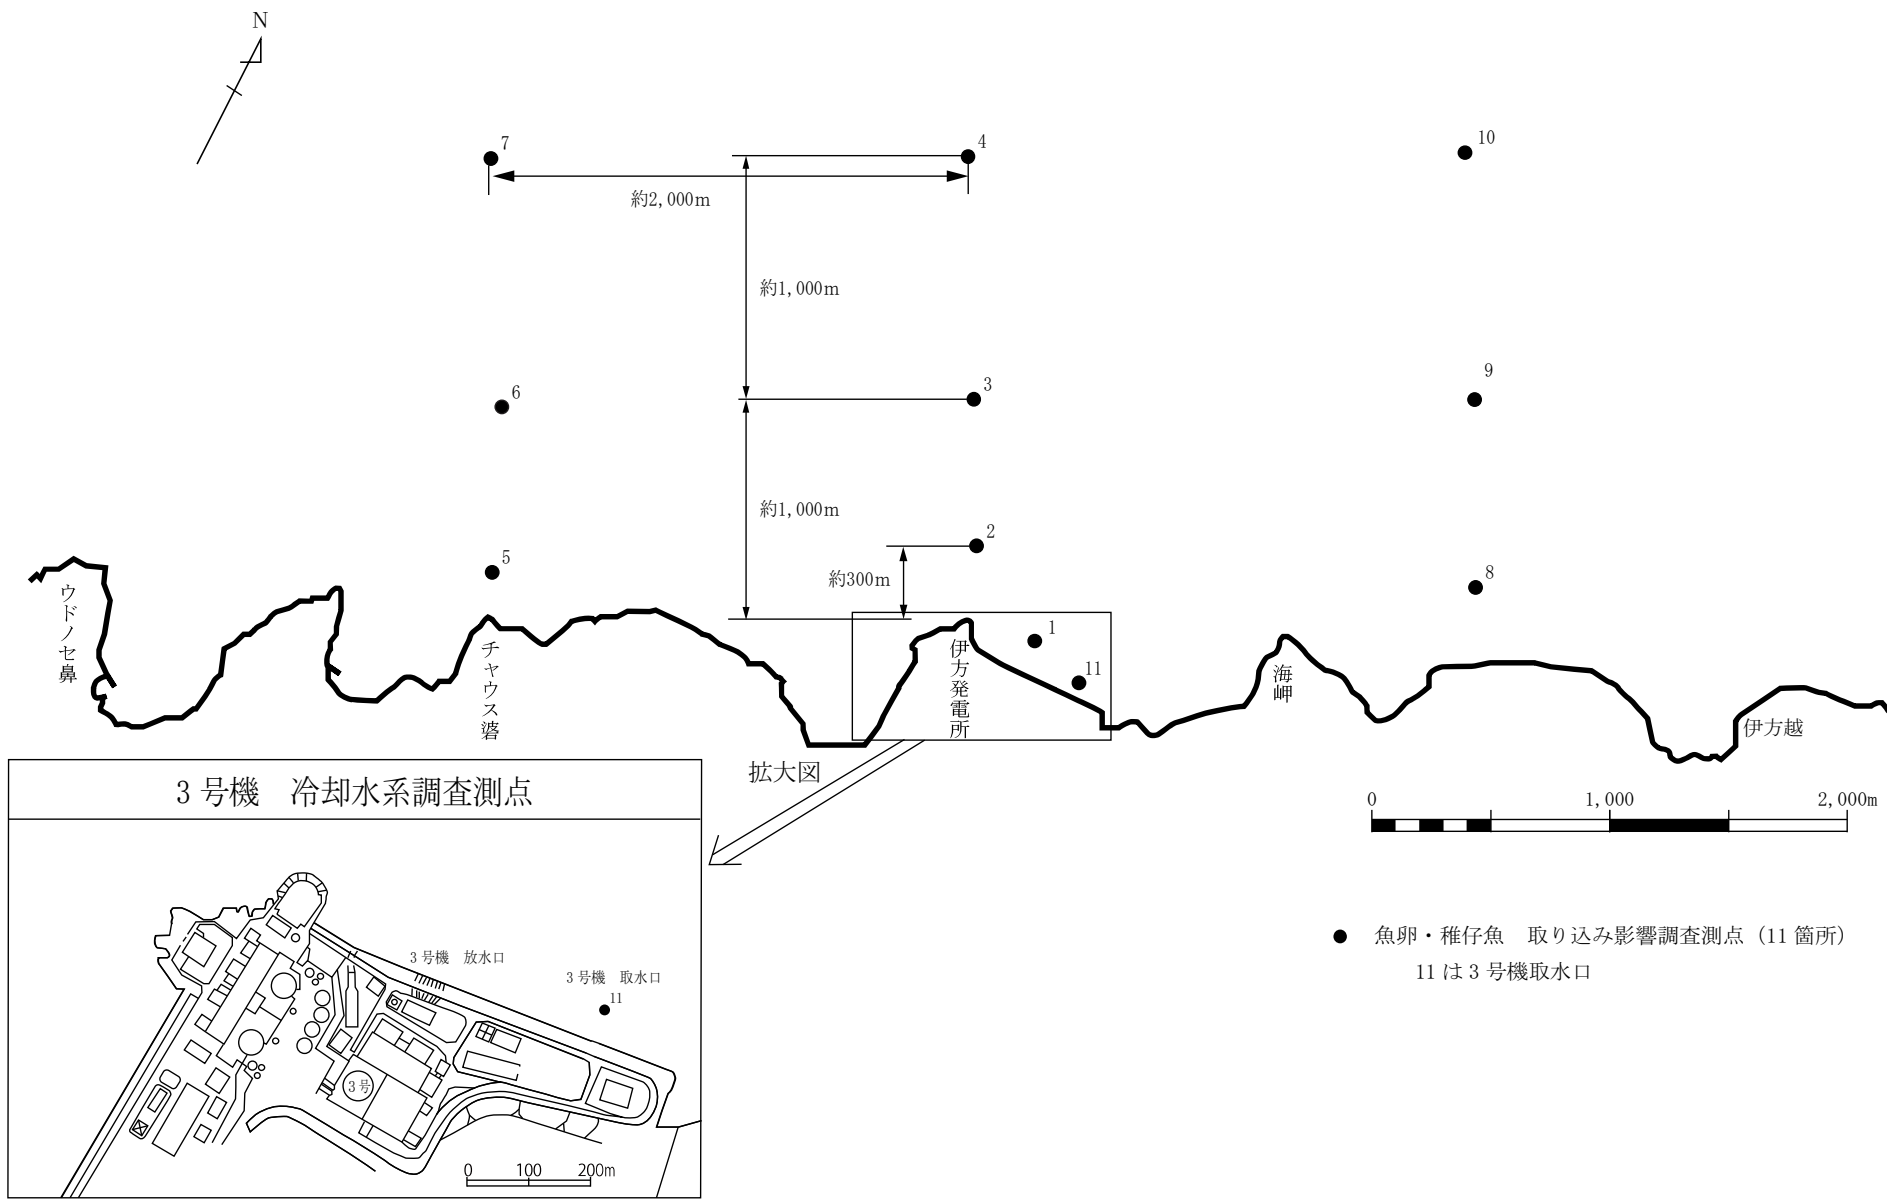 N
7
4
10
約2,000m
約1,000m
6
3
9
約1,000m
2
5
約300m
8
1
11
ウドノセ鼻
チャウス碆
伊方発電所
海岬
伊方越
拡大図
3号機　冷却水系調査測点
0 1,000 2,000m
3号機　放水口
3号機　取水口
11
3号
0 100 200m
● 魚卵・稚仔魚　取り込み影響調査測点（11箇所）
11は3号機取水口